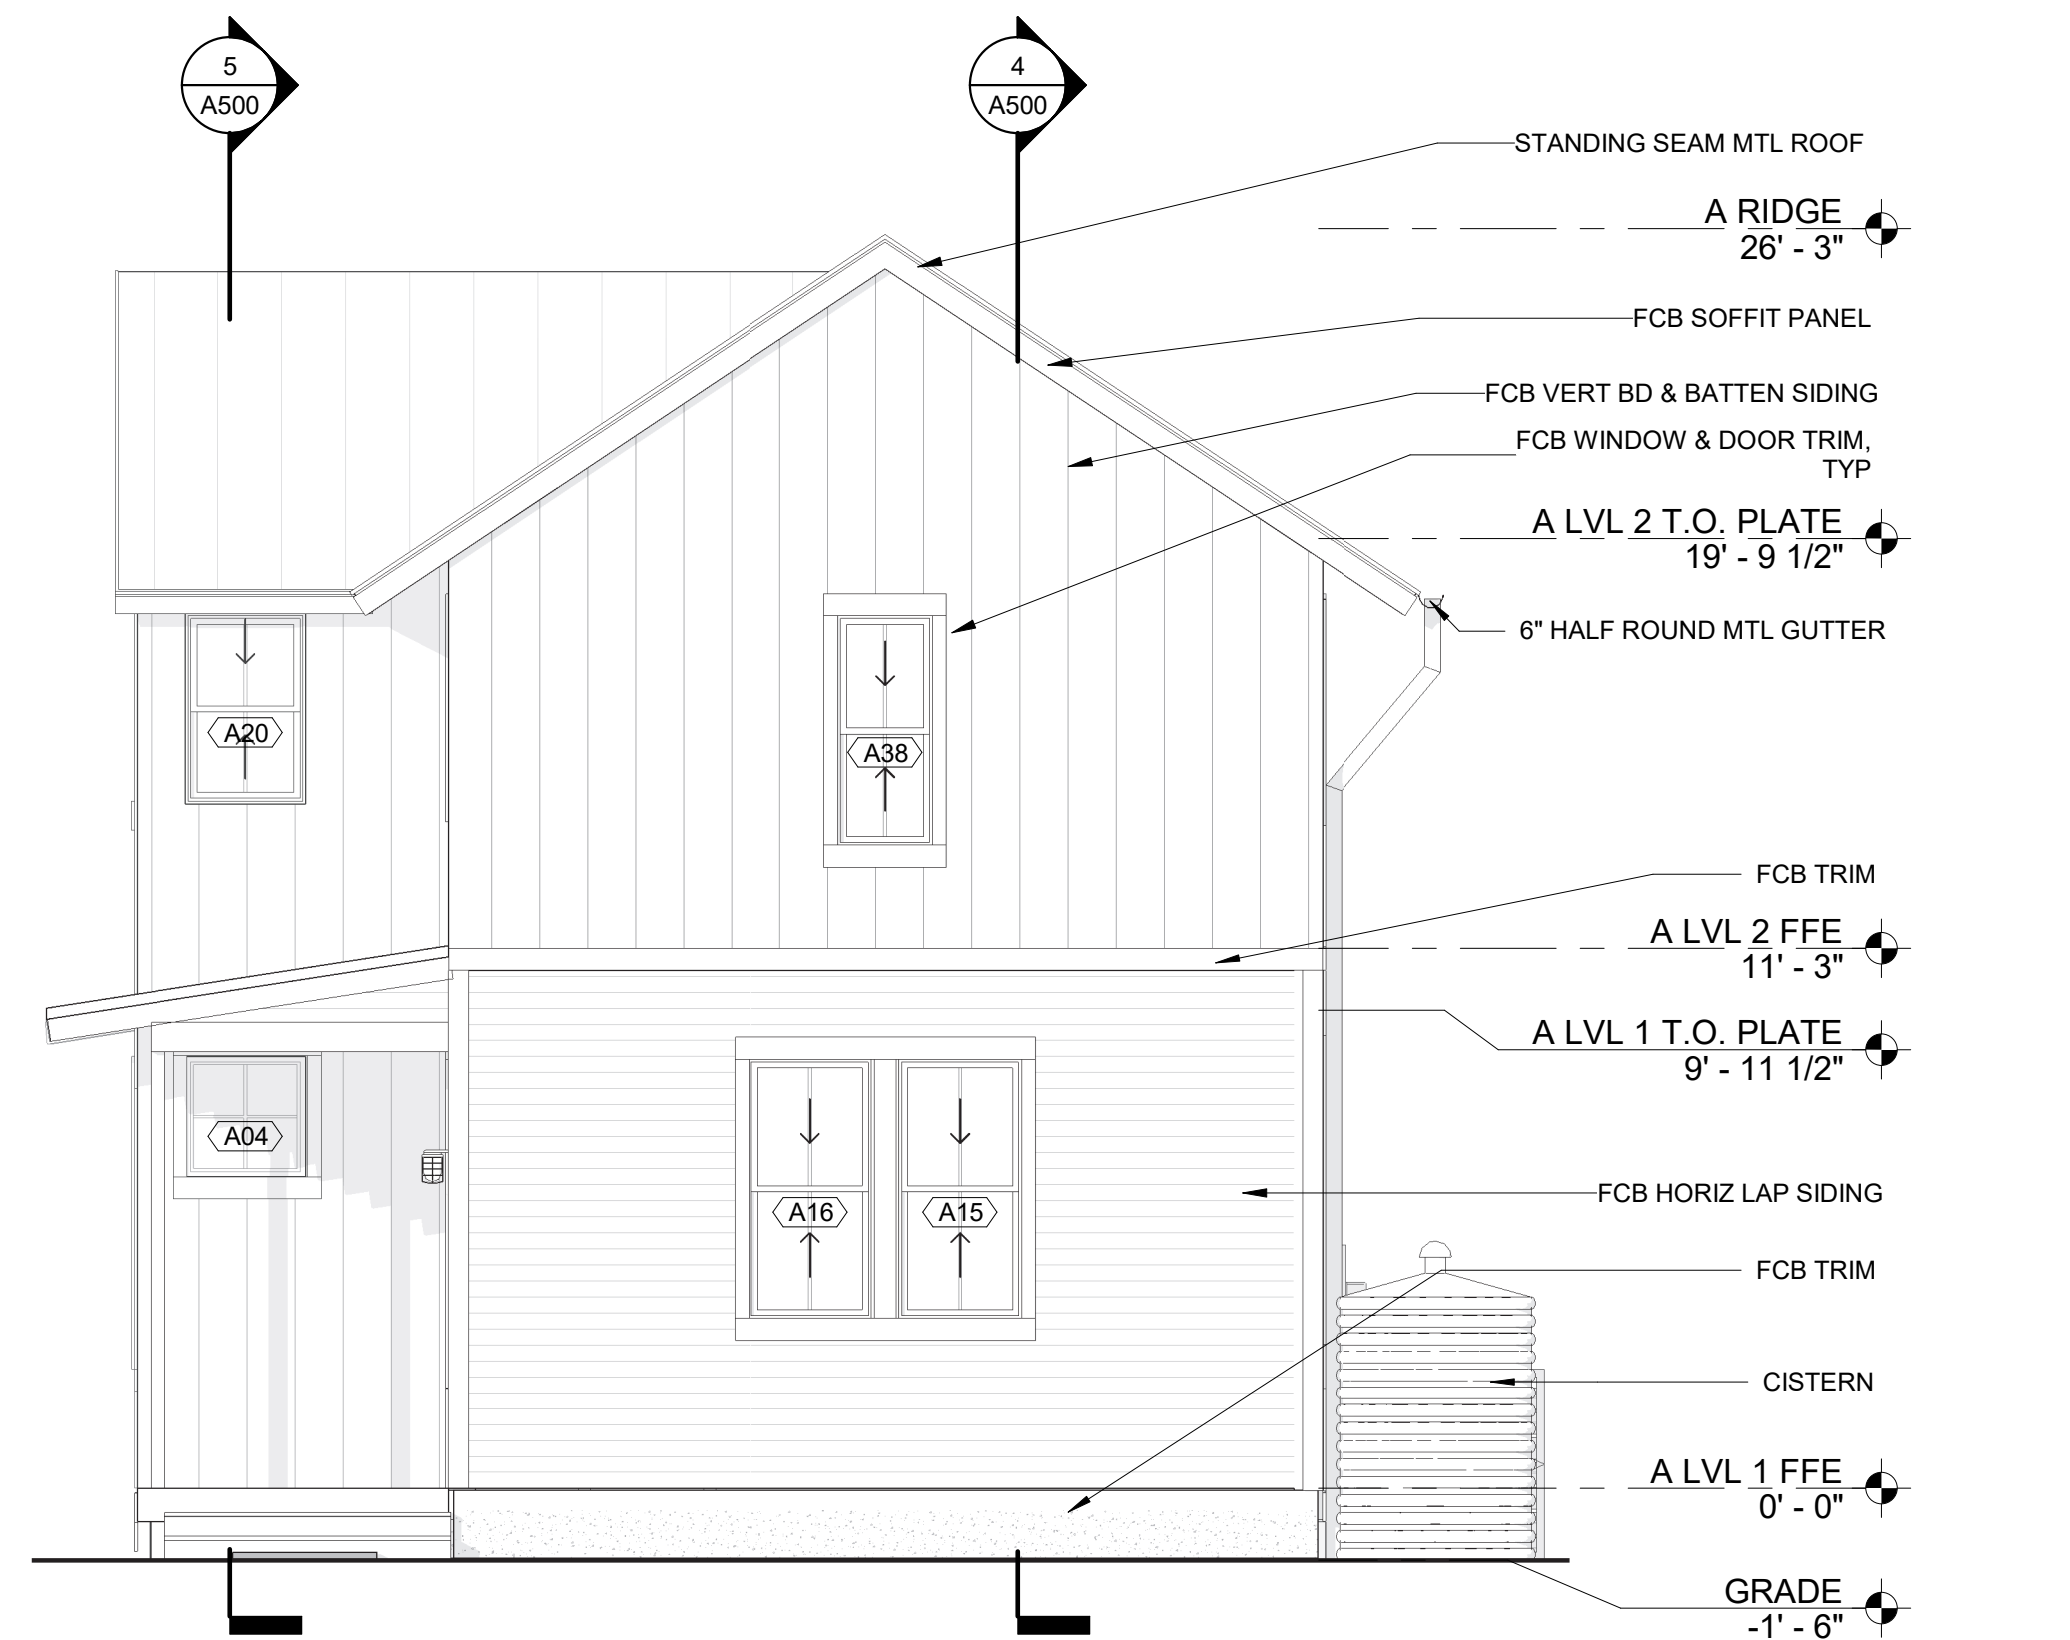 5
A500
4
A500
STANDING SEAM MTL ROOF
A RIDGE
26' - 3"
FCB SOFFIT PANEL
FCB VERT BD & BATTEN SIDING
FCB WINDOW & DOOR TRIM,
TYP
A LVL 2 T.O. PLATE
19' - 9 1/2"
6" HALF ROUND MTL GUTTER
A20
A38
FCB TRIM
A LVL 2 FFE
11' - 3"
A LVL 1 T.O. PLATE
9' - 11 1/2"
A04
FCB HORIZ LAP SIDING
A16
A15
FCB TRIM
CISTERN
A LVL 1 FFE
0' - 0"
GRADE
-1' - 6"